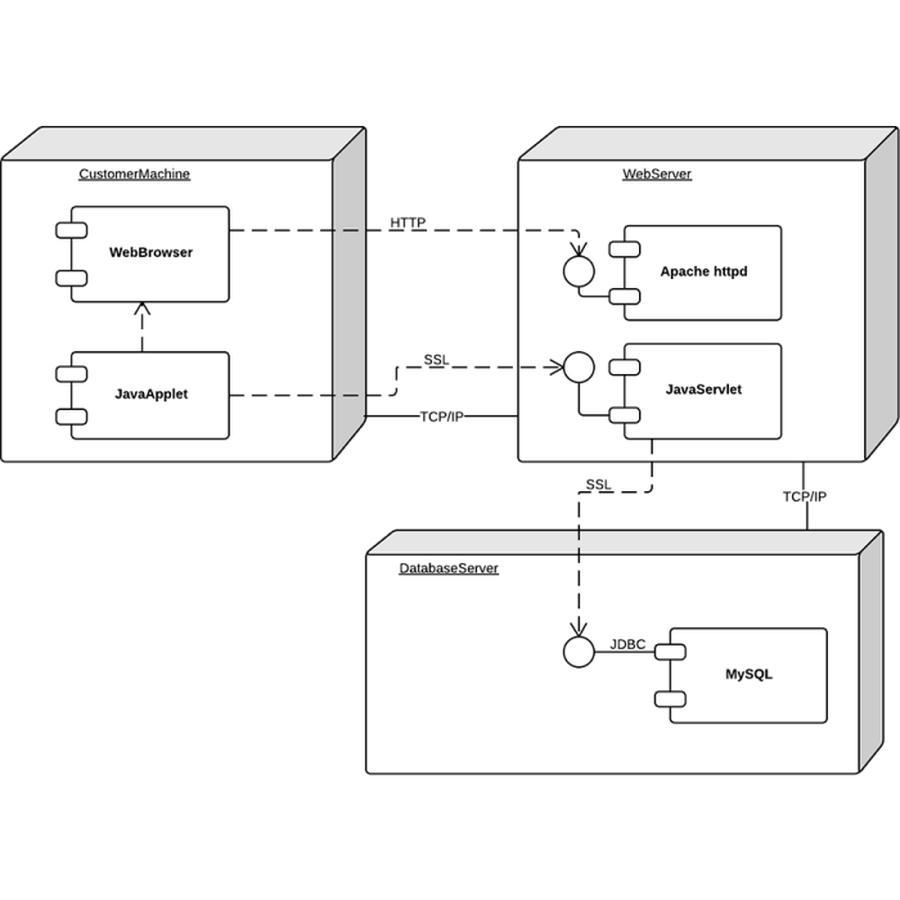 CustomerMachine
WebServer
HTTP
WebBrowser
Apache httpd
SSL
JavaApplet
JavaServlet
TCP/IP
SSL
TCP/IP
DatabaseServer
JDBC
MySQL